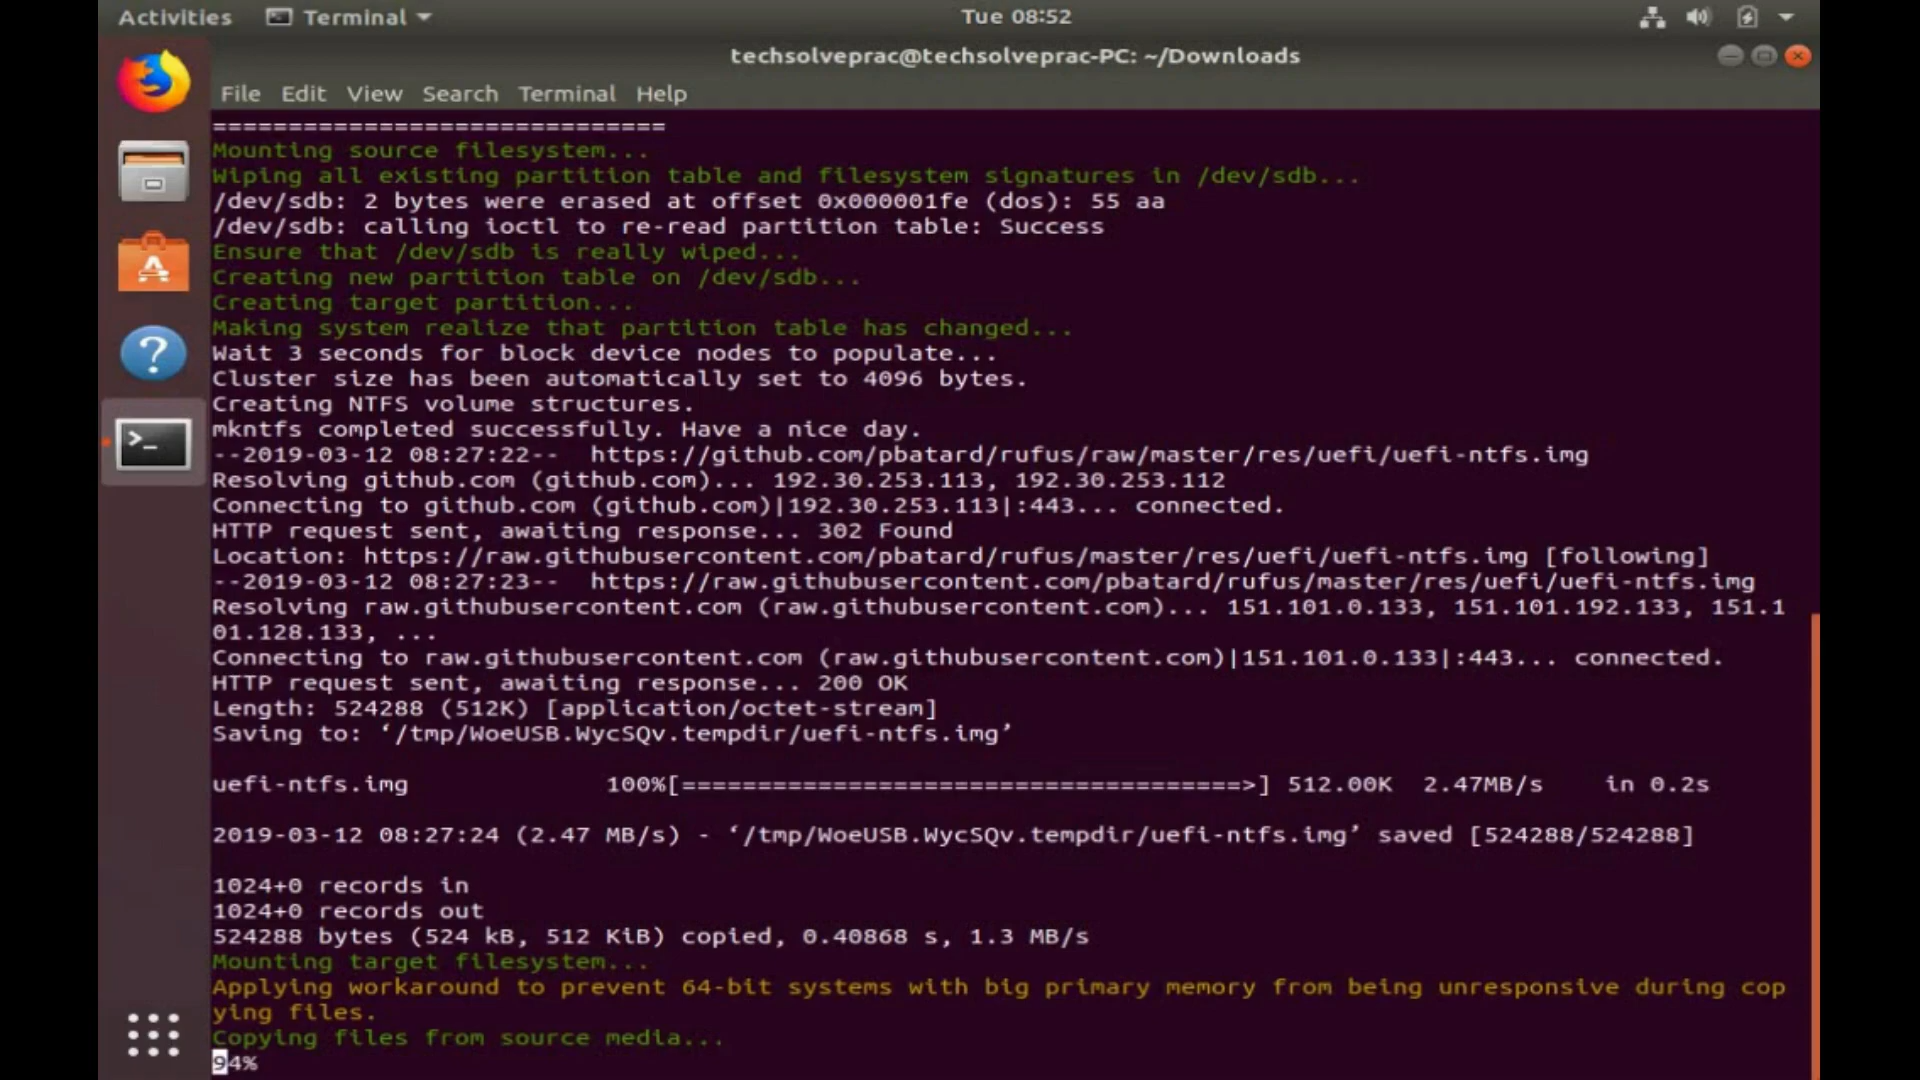 Activities Terminal Tue 08:52
techsolveprac@techsolveprac-PC: ~/Downloads
File Edit View Search Terminal Help
==============================
Mounting source filesystem...
Wiping all existing partition table and filesystem signatures in /dev/sdb...
/dev/sdb: 2 bytes were erased at offset 0x000001fe (dos): 55 aa
/dev/sdb: calling ioctl to re-read partition table: Success
Ensure that /dev/sdb is really wiped...
Creating new partition table on /dev/sdb...
Creating target partition...
Making system realize that partition table has changed...
Wait 3 seconds for block device nodes to populate...
Cluster size has been automatically set to 4096 bytes.
Creating NTFS volume structures.
mkntfs completed successfully. Have a nice day.
--2019-03-12 08:27:22--  https://github.com/pbatard/rufus/raw/master/res/uefi/uefi-ntfs.img
Resolving github.com (github.com)... 192.30.253.113, 192.30.253.112
Connecting to github.com (github.com)|192.30.253.113|:443... connected.
HTTP request sent, awaiting response... 302 Found
Location: https://raw.githubusercontent.com/pbatard/rufus/master/res/uefi/uefi-ntfs.img [following]
--2019-03-12 08:27:23--  https://raw.githubusercontent.com/pbatard/rufus/master/res/uefi/uefi-ntfs.img
Resolving raw.githubusercontent.com (raw.githubusercontent.com)... 151.101.0.133, 151.101.192.133, 151.1
01.128.133, ...
Connecting to raw.githubusercontent.com (raw.githubusercontent.com)|151.101.0.133|:443... connected.
HTTP request sent, awaiting response... 200 OK
Length: 524288 (512K) [application/octet-stream]
Saving to: ‘/tmp/WoeUSB.WycSQv.tempdir/uefi-ntfs.img’
uefi-ntfs.img 100%[=====================================>] 512.00K 2.47MB/s in 0.2s
2019-03-12 08:27:24 (2.47 MB/s) - ‘/tmp/WoeUSB.WycSQv.tempdir/uefi-ntfs.img’ saved [524288/524288]
1024+0 records in
1024+0 records out
524288 bytes (524 kB, 512 KiB) copied, 0.40868 s, 1.3 MB/s
Mounting target filesystem...
Applying workaround to prevent 64-bit systems with big primary memory from being unresponsive during cop
ying files.
Copying files from source media...
94%